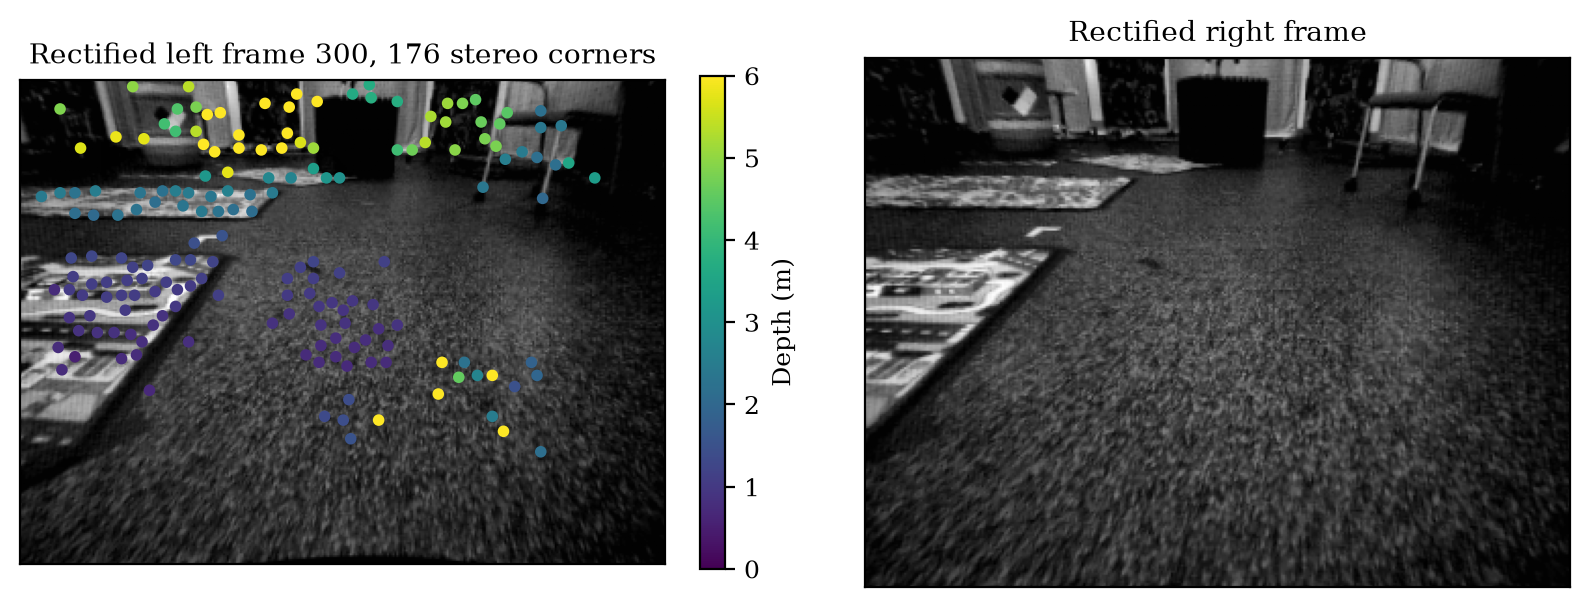 Rectified left frame 300, 176 stereo corners
Rectified right frame
6
5
4
3
2
1
0
Depth (m)